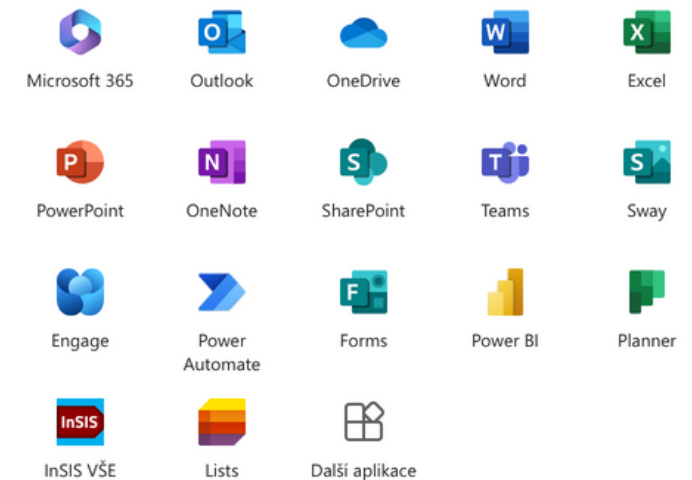 Microsoft 365
O
Outlook
OneDrive
W
Word
X
Excel
P
PowerPoint
N
OneNote
S
SharePoint
T
Teams
S
Sway
Engage
Power
Automate
F
Forms
Power BI
Planner
InSIS
InSIS VŠE
Lists
Další aplikace